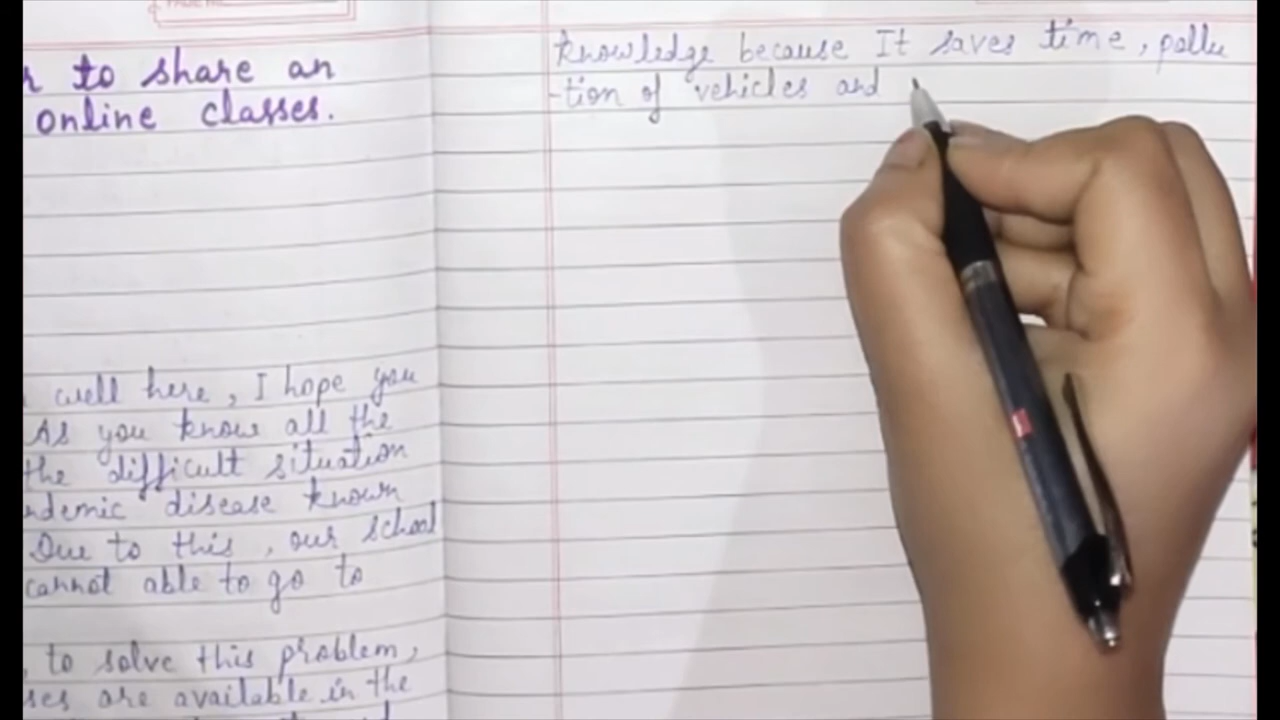 to share an
online classes.
well here, I hope you
As you know all the
the difficult situation
disease known
Due to this, our school
cannot able to go to
to solve this problem,
are available in the
knowledge because It saves time, pollu
-tion of vehicles and